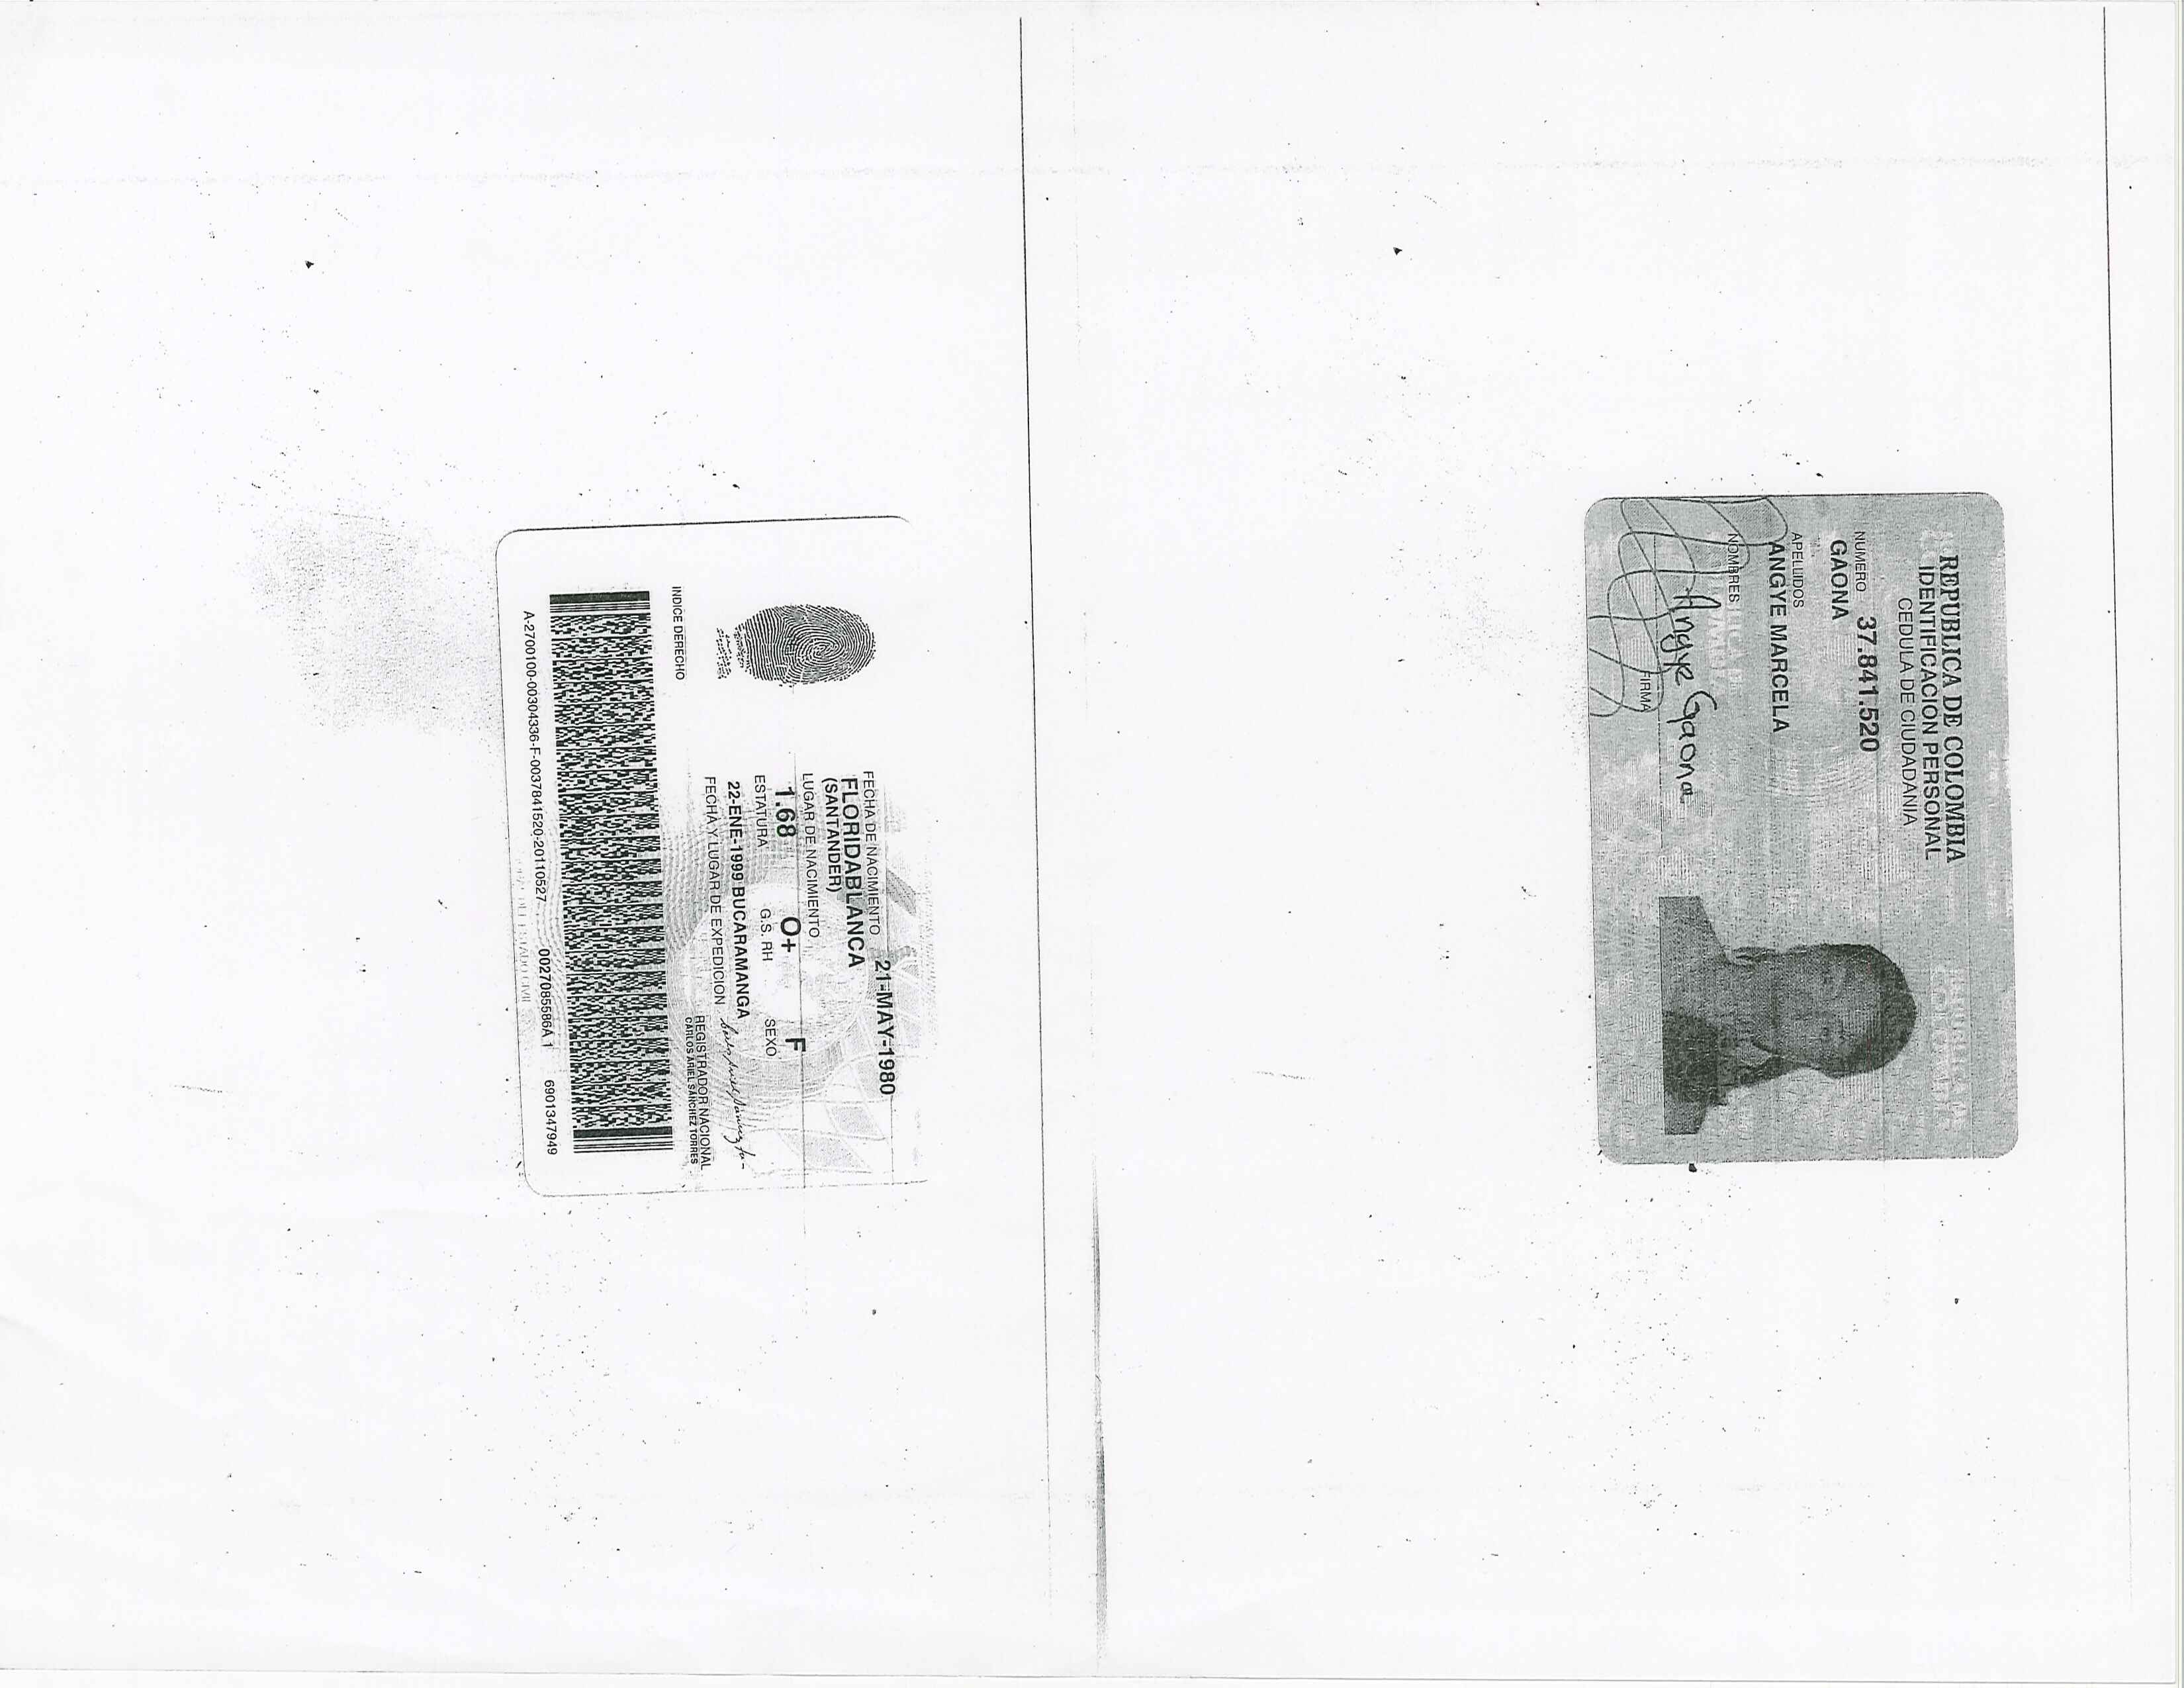 REPUBLICA DE COLOMBIA
IDENTIFICACION PERSONAL
CEDULA DE CIUDADANIA
NUMERO 37.841.520
GAONA
APELLIDOS
ANGYE MARCELA
NOMBRES
Angye Gaona
FIRMA
FECHA DE NACIMIENTO 21-MAY-1980
FLORIDABLANCA
(SANTANDER)
LUGAR DE NACIMIENTO
1.68 O+ F
ESTATURA G.S. RH SEXO
22-ENE-1999 BUCARAMANGA
FECHA Y LUGAR DE EXPEDICION
INDICE DERECHO
REGISTRADOR NACIONAL
CARLOS ARIEL SANCHEZ TORRES
A-2700100-00304336-F-0037841520-20110527 0027085586A 1 6901347949